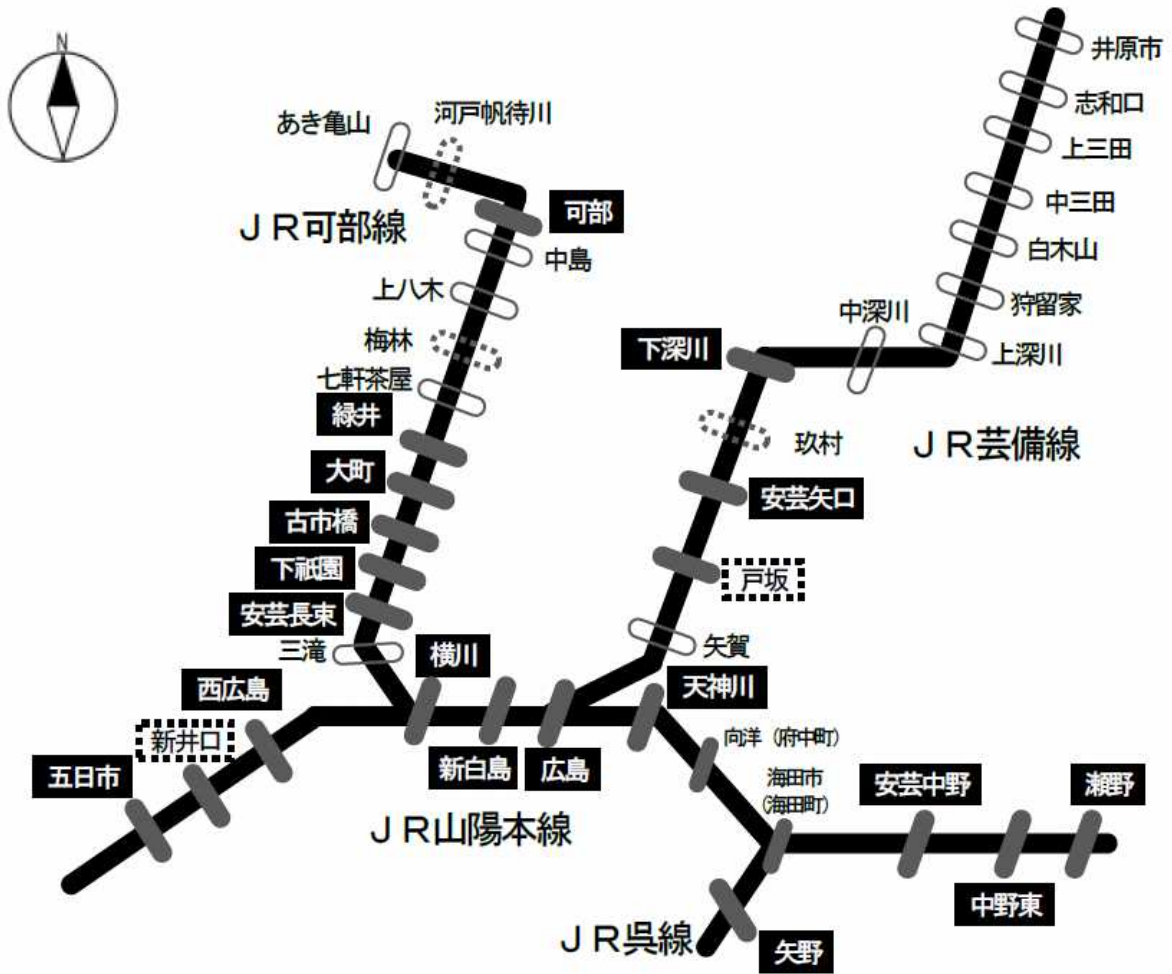 N
井原市
志和口
上三田
中三田
白木山
狩留家
上深川
中深川
下深川
玖村
安芸矢口
戸坂
矢賀
JR芸備線
あき亀山
河戸帆待川
可部
JR可部線
中島
上八木
梅林
七軒茶屋
緑井
大町
古市橋
下祇園
安芸長束
三滝
横川
西広島
新井口
五日市
新白島
広島
天神川
向洋(府中町)
海田市
(海田町)
安芸中野
瀬野
中野東
JR山陽本線
JR呉線
矢野